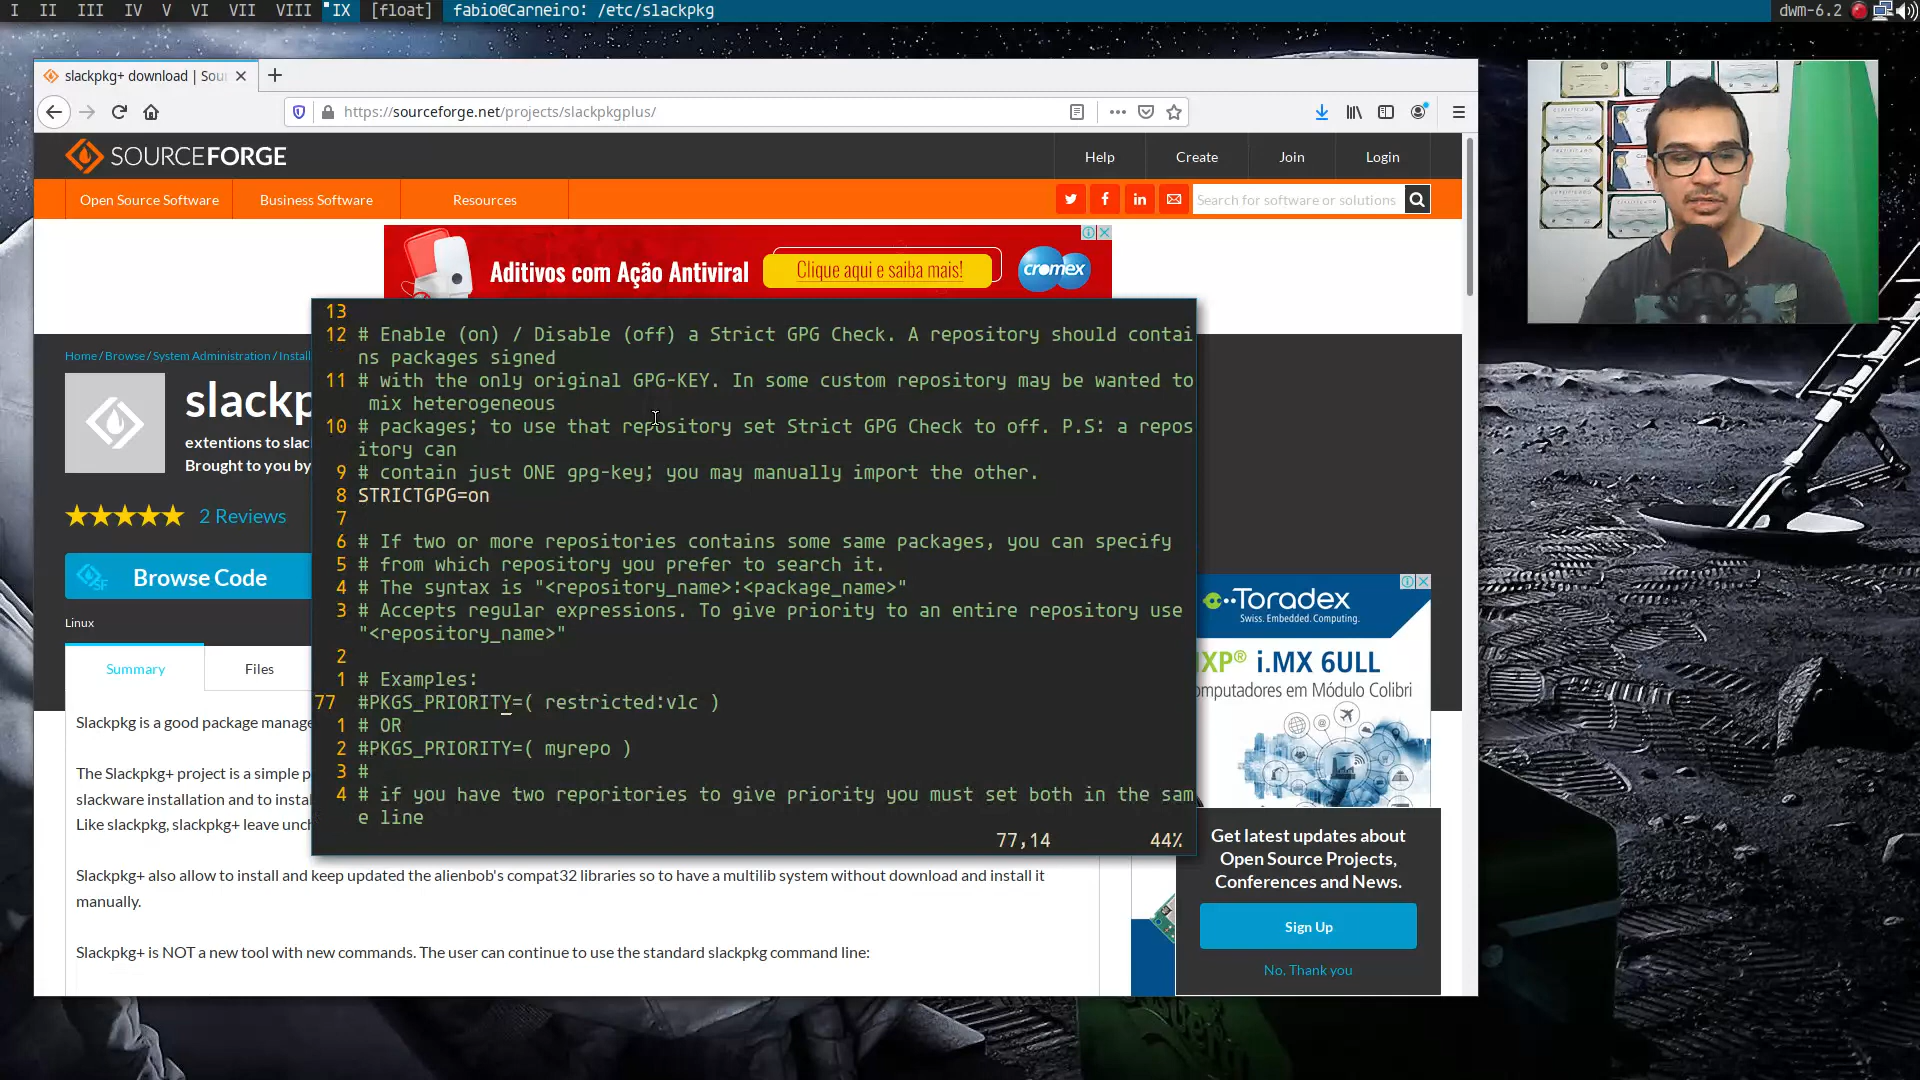 I II III IV V VI VII VIII IX [float] fabio@Carneiro: /etc/slackpkg dwm-6.2
slackpkg+ download | Sou
https://sourceforge.net/projects/slackpkgplus/
SOURCEFORGE
Help Create Join Login
Open Source Software Business Software Resources
Search for software or solutions
Aditivos com Ação Antiviral Clique aqui e saiba mais! cromex
Home / Browse / System Administration / Install
slackp
extentions to slac
Brought to you by
2 Reviews
Browse Code
Linux
Summary Files
13
12 # Enable (on) / Disable (off) a Strict GPG Check. A repository should contai
ns packages signed
11 # with the only original GPG-KEY. In some custom repository may be wanted to
mix heterogeneous
10 # packages; to use that repository set Strict GPG Check to off. P.S: a repos
itory can
9 # contain just ONE gpg-key; you may manually import the other.
8 STRICTGPG=on
7
6 # If two or more repositories contains some same packages, you can specify
5 # from which repository you prefer to search it.
4 # The syntax is "<repository_name>:<package_name>"
3 # Accepts regular expressions. To give priority to an entire repository use
"<repository_name>"
2
1 # Examples:
77 #PKGS_PRIORITY=( restricted:vlc )
1 # OR
2 #PKGS_PRIORITY=( myrepo )
3 #
4 # if you have two reporitories to give priority you must set both in the sam
e line
77,14 44%
Toradex
Swiss. Embedded. Computing.
NXP® i.MX 6ULL
omputadores em Módulo Colibri
Slackpkg is a good package manage
The Slackpkg+ project is a simple p
slackware installation and to instal
Like slackpkg, slackpkg+ leave unch
Slackpkg+ also allow to install and keep updated the alienbob's compat32 libraries so to have a multilib system without download and install it
manually.
Slackpkg+ is NOT a new tool with new commands. The user can continue to use the standard slackpkg command line:
Get latest updates about
Open Source Projects,
Conferences and News.
Sign Up
No, Thank you